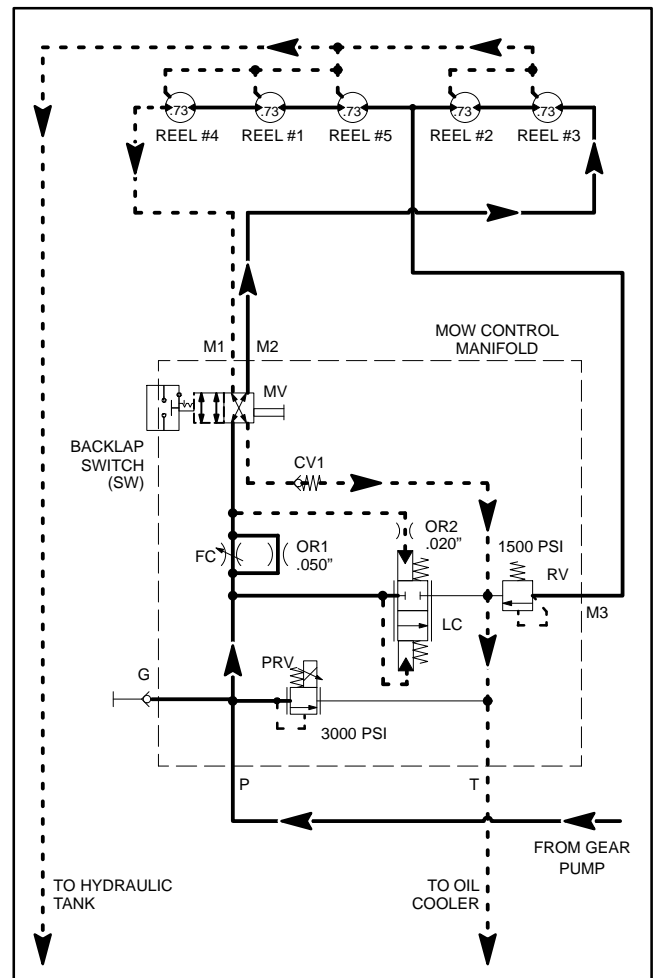 .73 .73 .73 .73 .73
REEL #4 REEL #1 REEL #5 REEL #2 REEL #3
MOW CONTROL
MANIFOLD
M1 M2
MV
BACKLAP
SWITCH
(SW)
CV1
OR2
.020"
1500 PSI
RV
FC
OR1
.050"
M3
LC
PRV
G
3000 PSI
P
T
FROM GEAR
PUMP
TO HYDRAULIC
TANK
TO OIL
COOLER